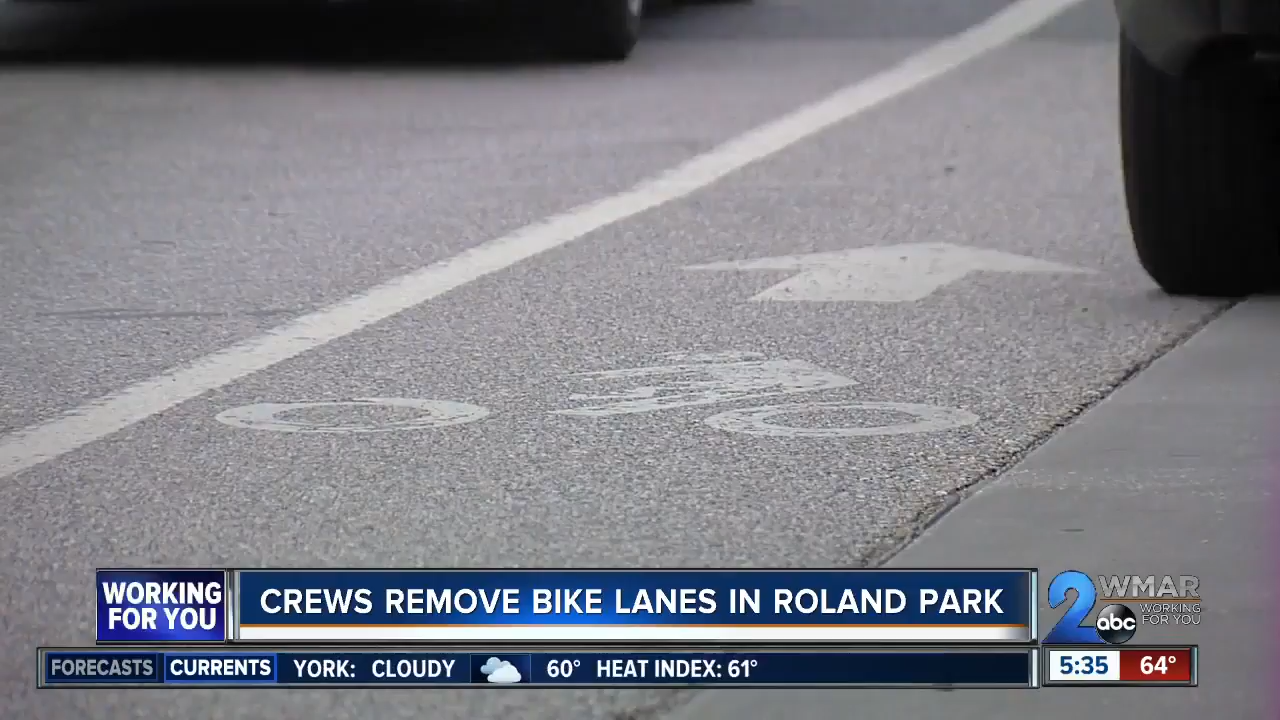 WORKING
FOR YOU
CREWS REMOVE BIKE LANES IN ROLAND PARK
2 WMAR
abc
WORKING
FOR YOU
FORECASTS CURRENTS YORK: CLOUDY 60° HEAT INDEX: 61°
5:35 64°